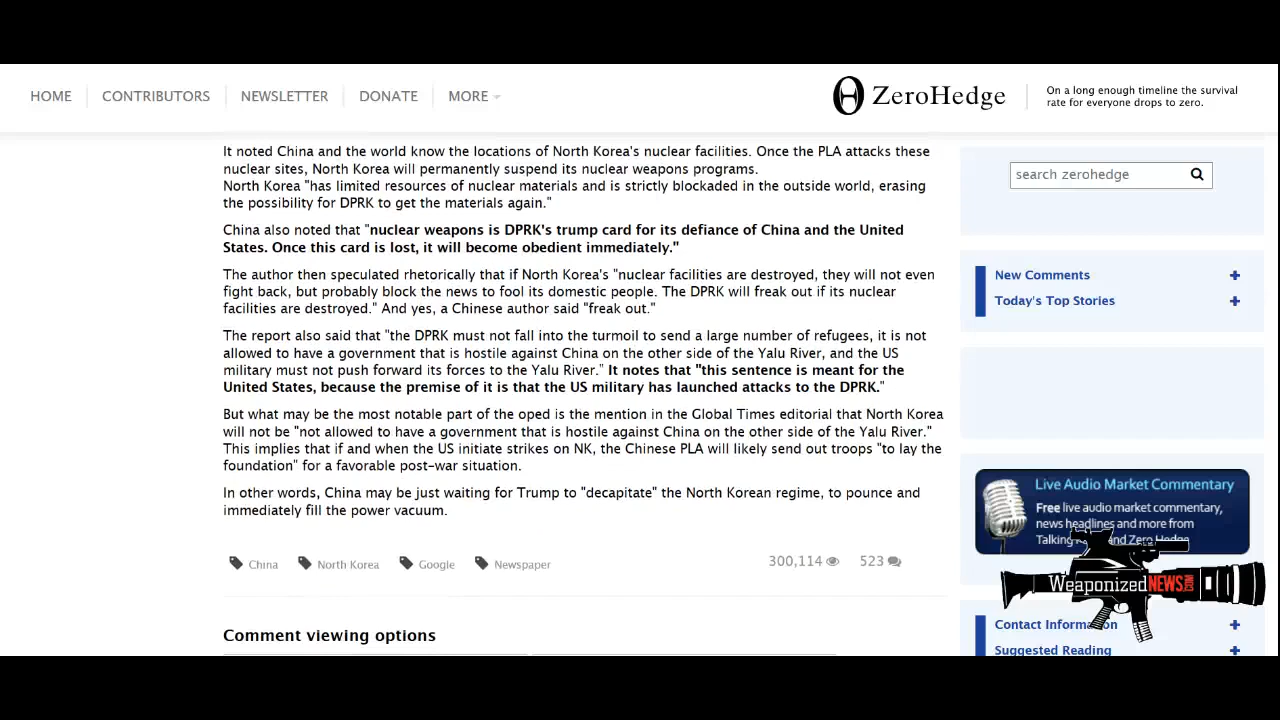 HOME
CONTRIBUTORS
NEWSLETTER
DONATE
MORE
ZeroHedge
On a long enough timeline the survival
rate for everyone drops to zero.
It noted China and the world know the locations of North Korea's nuclear facilities. Once the PLA attacks these
nuclear sites, North Korea will permanently suspend its nuclear weapons programs.
North Korea "has limited resources of nuclear materials and is strictly blockaded in the outside world, erasing
the possibility for DPRK to get the materials again."
China also noted that "nuclear weapons is DPRK's trump card for its defiance of China and the United
States. Once this card is lost, it will become obedient immediately."
The author then speculated rhetorically that if North Korea's "nuclear facilities are destroyed, they will not even
fight back, but probably block the news to fool its domestic people. The DPRK will freak out if its nuclear
facilities are destroyed." And yes, a Chinese author said "freak out."
The report also said that "the DPRK must not fall into the turmoil to send a large number of refugees, it is not
allowed to have a government that is hostile against China on the other side of the Yalu River, and the US
military must not push forward its forces to the Yalu River." It notes that "this sentence is meant for the
United States, because the premise of it is that the US military has launched attacks to the DPRK."
But what may be the most notable part of the oped is the mention in the Global Times editorial that North Korea
will not be "not allowed to have a government that is hostile against China on the other side of the Yalu River."
This implies that if and when the US initiate strikes on NK, the Chinese PLA will likely send out troops "to lay the
foundation" for a favorable post-war situation.
In other words, China may be just waiting for Trump to "decapitate" the North Korean regime, to pounce and
immediately fill the power vacuum.
China
North Korea
Google
Newspaper
300,114
523
Comment viewing options
search zerohedge
New Comments +
Today's Top Stories +
Live Audio Market Commentary
Free live audio market commentary,
news headlines and more from
Talking and Zero Hedge
WeaponizedNEWS.COM
Contact Information +
Suggested Reading +